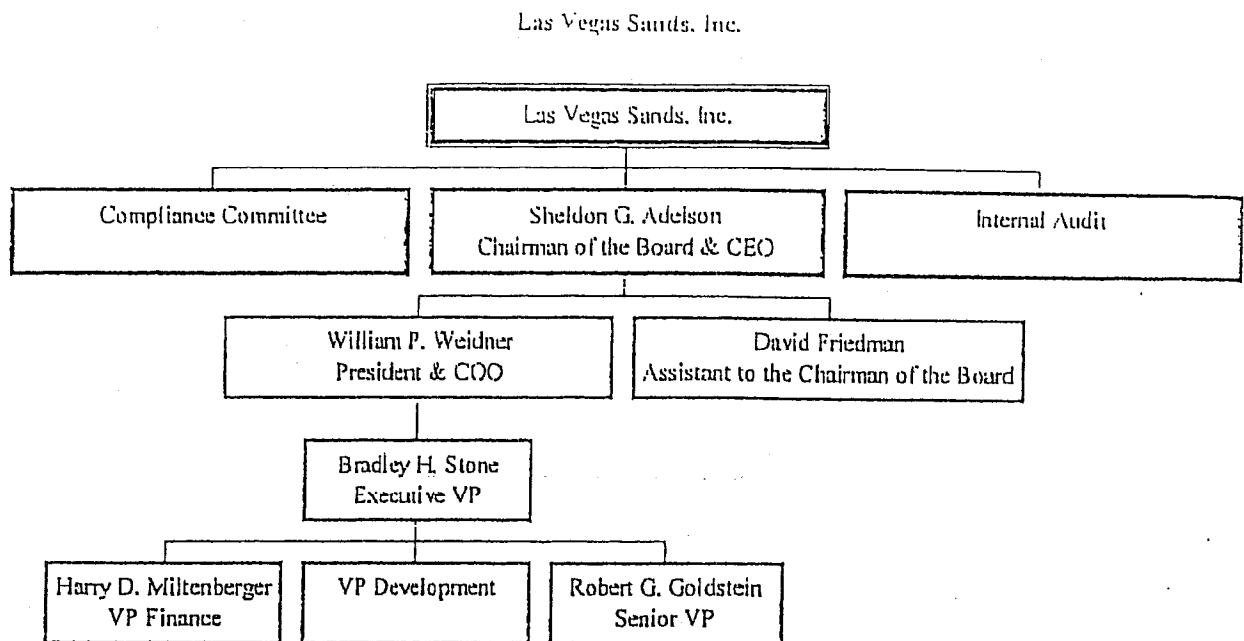 Las Vegas Sands, Inc.
Las Vegas Sands, Inc.
Compliance Committee
Sheldon G. Adelson
Chairman of the Board & CEO
Internal Audit
William P. Weidner
President & COO
David Friedman
Assistant to the Chairman of the Board
Bradley H. Stone
Executive VP
Harry D. Miltenberger
VP Finance
VP Development
Robert G. Goldstein
Senior VP